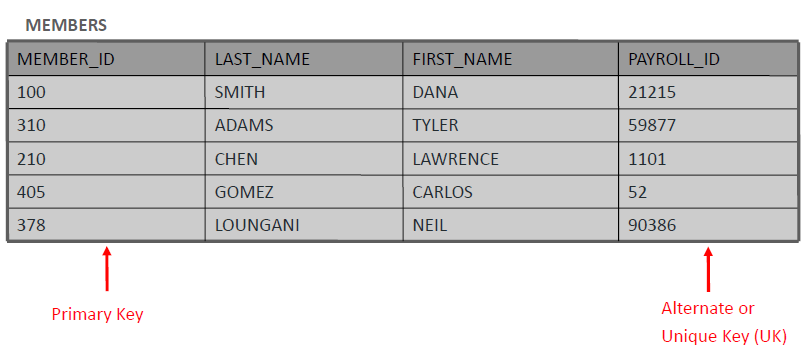 MEMBERS
MEMBER_ID LAST_NAME FIRST_NAME PAYROLL_ID
100 SMITH DANA 21215
310 ADAMS TYLER 59877
210 CHEN LAWRENCE 1101
405 GOMEZ CARLOS 52
378 LOUNGANI NEIL 90386
Primary Key
Alternate or
Unique Key (UK)